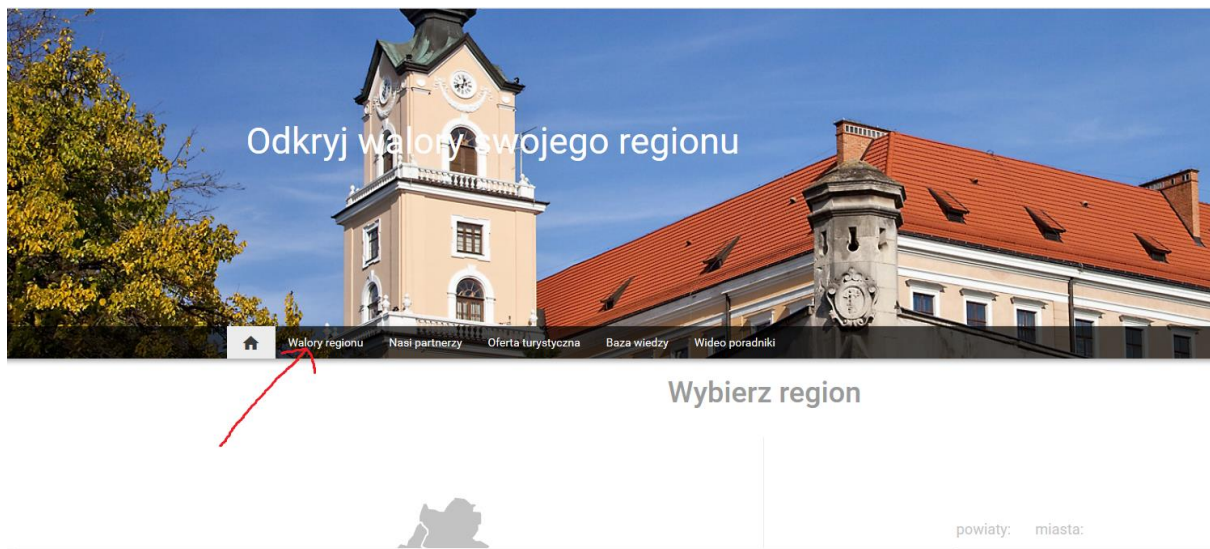 Odkryj walory swojego regionu
Walory regionu Nasi partnerzy Oferta turystyczna Baza wiedzy Wideo poradniki
Wybierz region
powiaty: miasta: